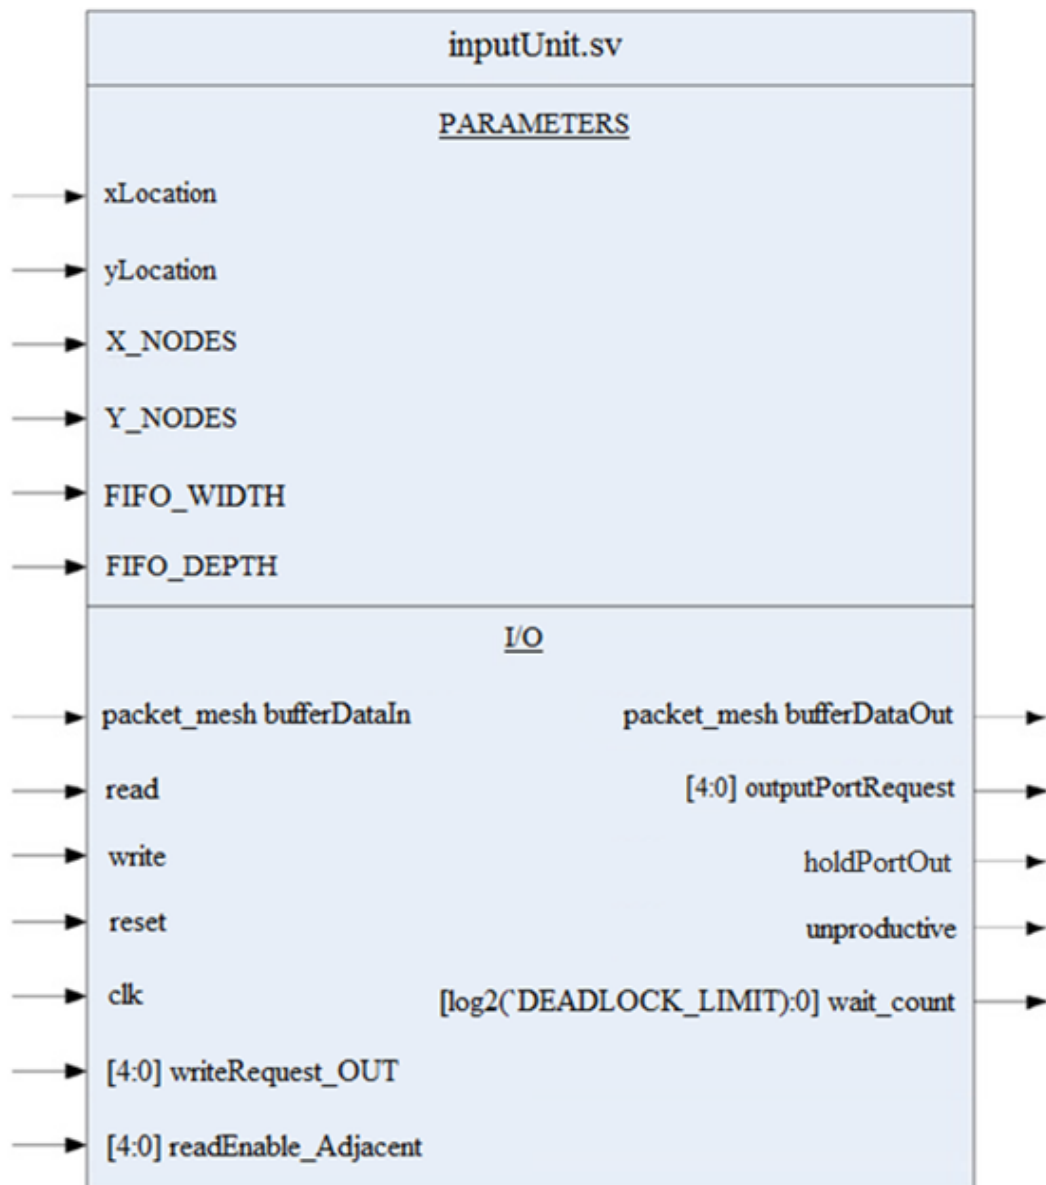 inputUnit.sv
PARAMETERS
xLocation
yLocation
X_NODES
Y_NODES
FIFO_WIDTH
FIFO_DEPTH
I/O
packet_mesh bufferDataIn packet_mesh bufferDataOut
read [4:0] outputPortRequest
write holdPortOut
reset unproductive
clk [log2(`DEADLOCK_LIMIT):0] wait_count
[4:0] writeRequest_OUT
[4:0] readEnable_Adjacent